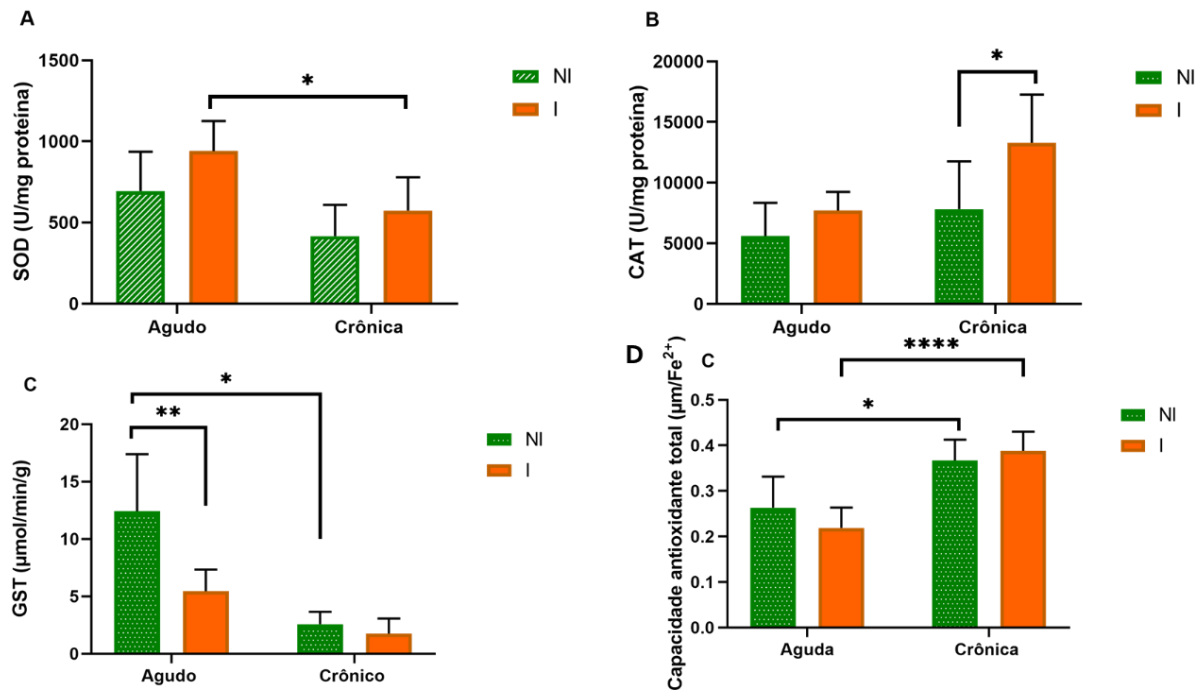 A
SOD (U/mg proteína)
1500
1000
500
0
*
Agudo
Crônica
NI
I
B
CAT (U/mg proteína)
20000
15000
10000
5000
0
*
Agudo
Crônica
NI
I
C
GST (µmol/min/g)
20
15
10
5
0
*
**
Agudo
Crônico
NI
I
D
C
Capacidade antioxidante total (µm/Fe²⁺)
0.5
0.4
0.3
0.2
0.1
0.0
****
*
Aguda
Crônica
NI
I